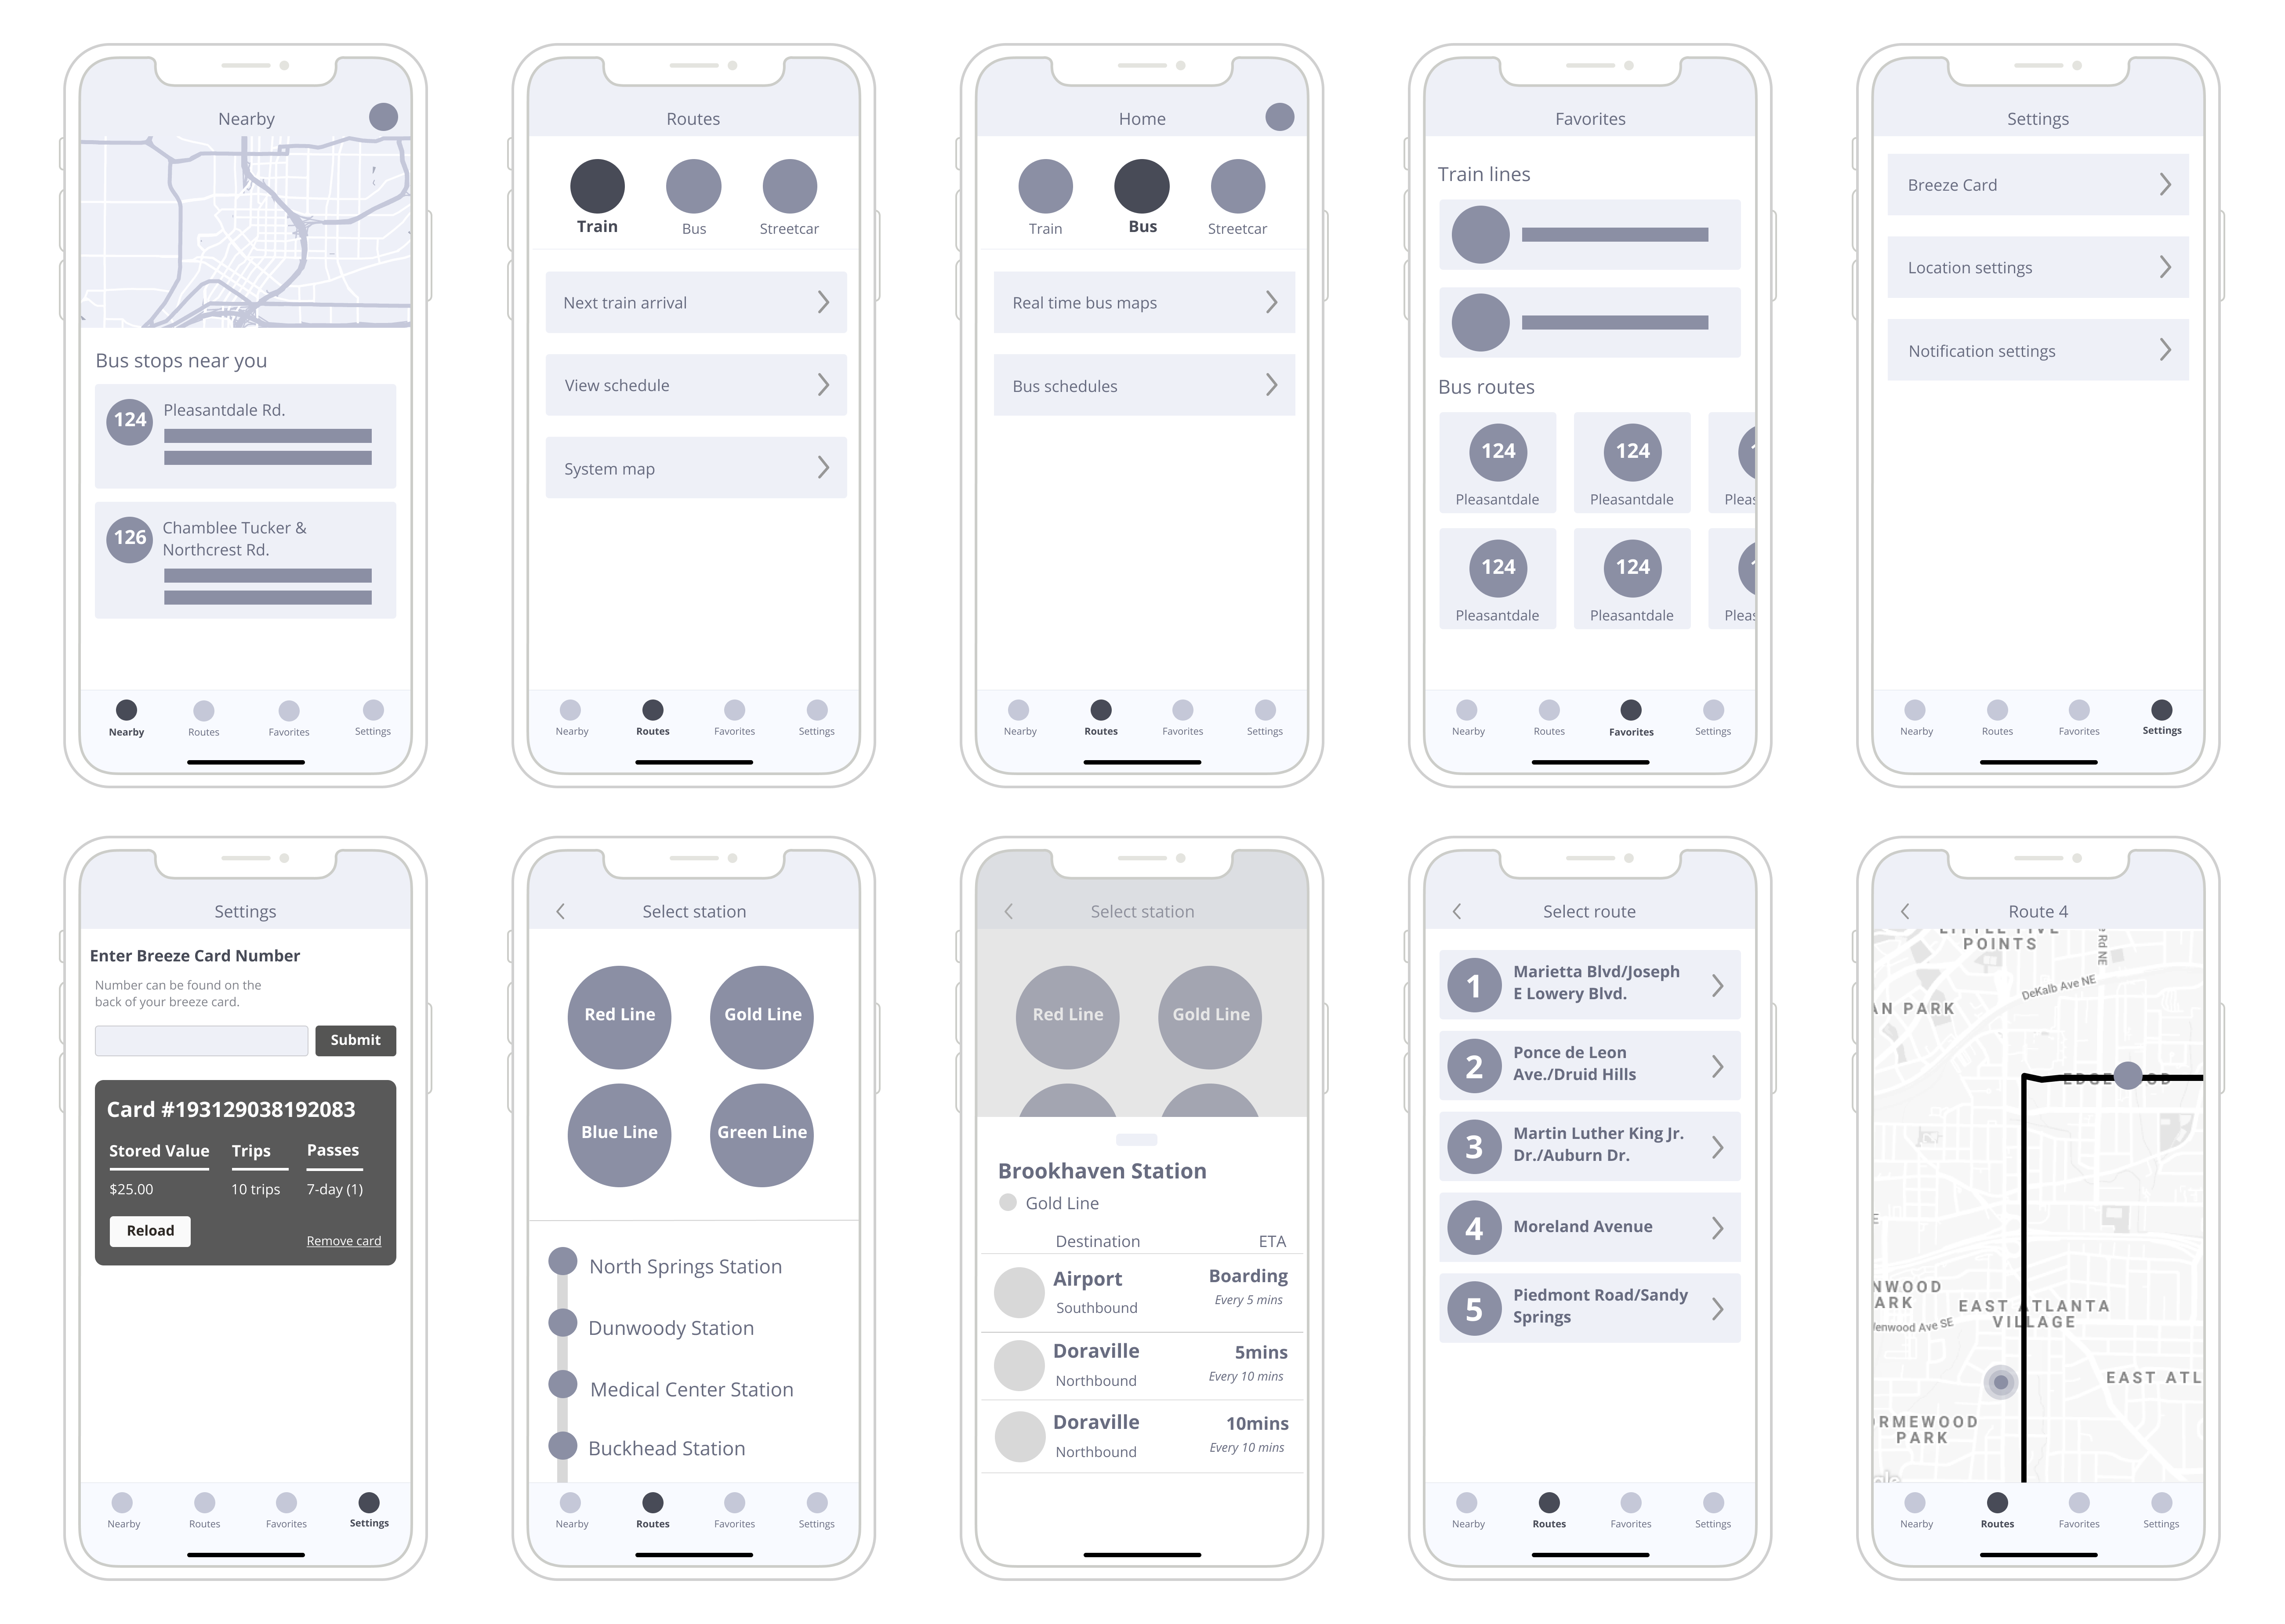 Nearby
Bus stops near you
124
Pleasantdale Rd.
126
Chamblee Tucker &
Northcrest Rd.
Nearby
Routes
Favorites
Settings
Routes
Train
Bus
Streetcar
Next train arrival
View schedule
System map
Nearby
Routes
Favorites
Settings
Home
Train
Bus
Streetcar
Real time bus maps
Bus schedules
Nearby
Routes
Favorites
Settings
Favorites
Train lines
Bus routes
124
124
1
Pleasantdale
Pleasantdale
Pleas
124
124
1
Pleasantdale
Pleasantdale
Pleas
Nearby
Routes
Favorites
Settings
Settings
Breeze Card
Location settings
Notification settings
Nearby
Routes
Favorites
Settings
Settings
Enter Breeze Card Number
Number can be found on the
back of your breeze card.
Submit
Card #193129038192083
Stored Value Trips Passes
$25.00 10 trips 7-day (1)
Reload
Remove card
Nearby
Routes
Favorites
Settings
Select station
Red Line
Gold Line
Blue Line
Green Line
North Springs Station
Dunwoody Station
Medical Center Station
Buckhead Station
Nearby
Routes
Favorites
Settings
Select station
Red Line
Gold Line
Brookhaven Station
Gold Line
Destination ETA
Airport Boarding
Southbound Every 5 mins
Doraville 5mins
Northbound Every 10 mins
Doraville 10mins
Northbound Every 10 mins
Select route
1
Marietta Blvd/Joseph
E Lowery Blvd.
2
Ponce de Leon
Ave./Druid Hills
3
Martin Luther King Jr.
Dr./Auburn Dr.
4
Moreland Avenue
5
Piedmont Road/Sandy
Springs
Nearby
Routes
Favorites
Settings
Route 4
LITTLE FIVE
POINTS
e Rd NE
DeKalb Ave NE
AN PARK
EDGEWOOD
E
NWOOD
ARK
EAST ATLANTA
VILLAGE
lenwood Ave SE
EAST ATL
ORMEWOOD
PARK
gle
Nearby
Routes
Favorites
Settings